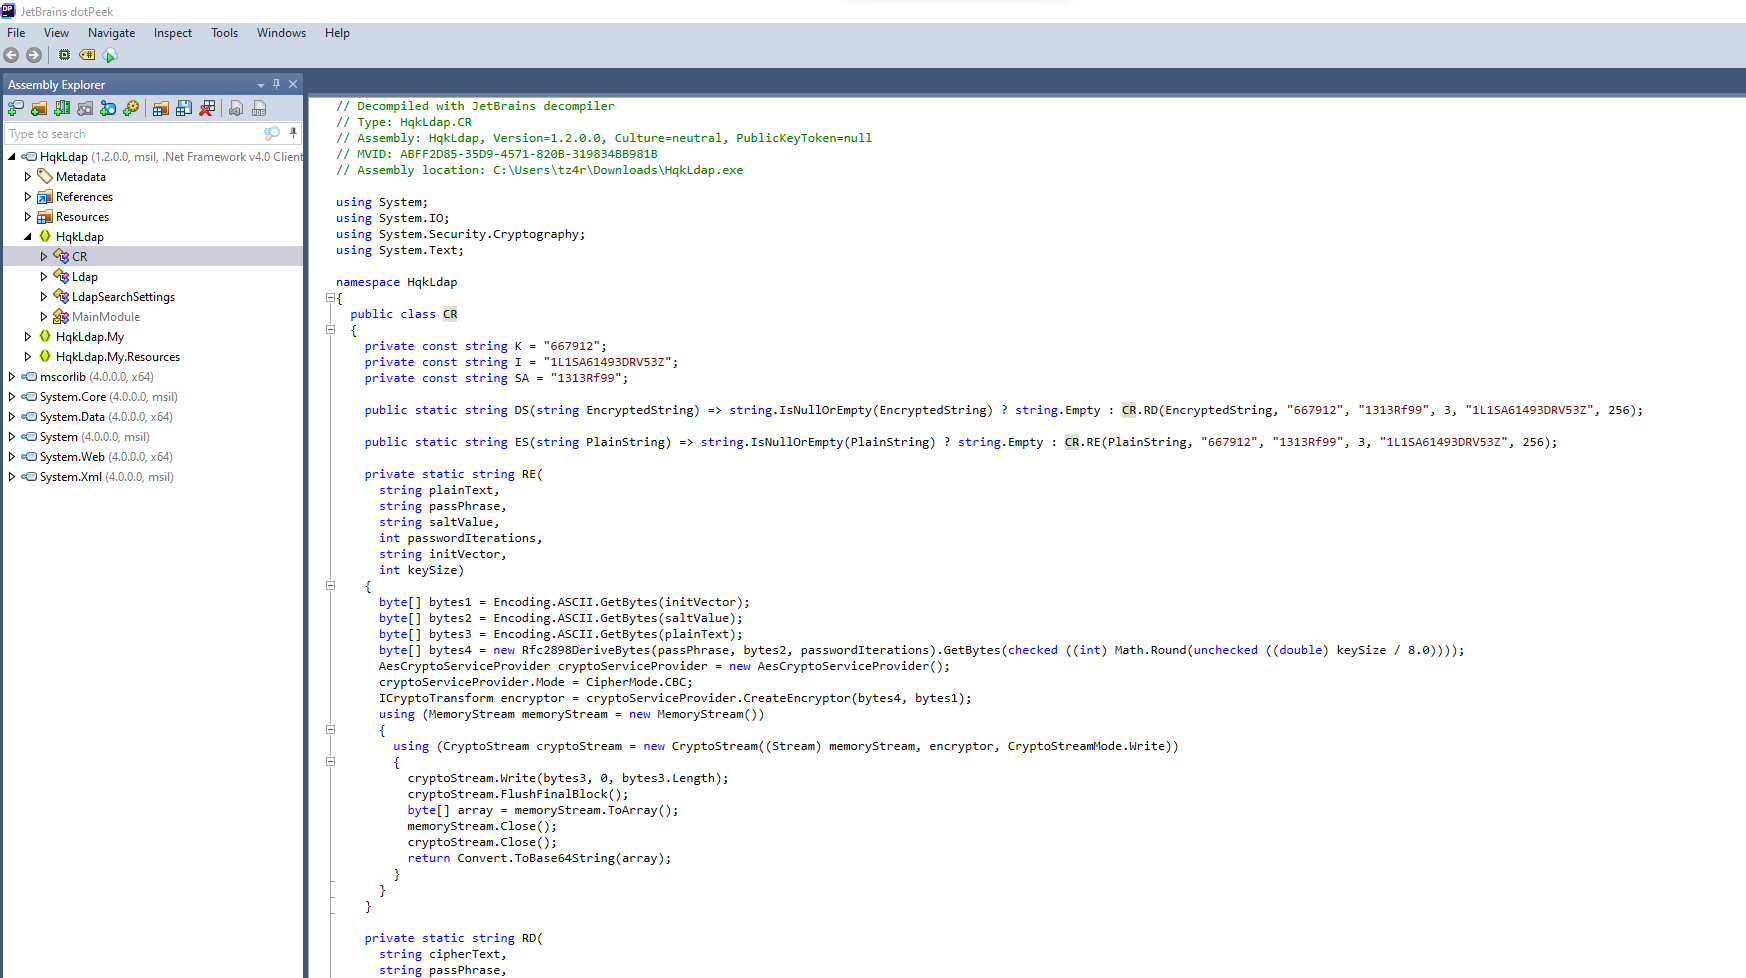 JetBrains dotPeek
File View Navigate Inspect Tools Windows Help
Assembly Explorer
Type to search
HqkLdap (1.2.0.0, msil, .Net Framework v4.0 Client
Metadata
References
Resources
HqkLdap
CR
Ldap
LdapSearchSettings
MainModule
HqkLdap.My
HqkLdap.My.Resources
mscorlib (4.0.0.0, x64)
System.Core (4.0.0.0, msil)
System.Data (4.0.0.0, x64)
System (4.0.0.0, msil)
System.Web (4.0.0.0, x64)
System.Xml (4.0.0.0, msil)
// Decompiled with JetBrains decompiler
// Type: HqkLdap.CR
// Assembly: HqkLdap, Version=1.2.0.0, Culture=neutral, PublicKeyToken=null
// MVID: ABFF2D85-35D9-4571-820B-319834BB981B
// Assembly location: C:\Users\tz4r\Downloads\HqkLdap.exe
using System;
using System.IO;
using System.Security.Cryptography;
using System.Text;
namespace HqkLdap
{
public class CR
{
private const string K = "667912";
private const string I = "1L1SA61493DRV53Z";
private const string SA = "1313Rf99";
public static string DS(string EncryptedString) => string.IsNullOrEmpty(EncryptedString) ? string.Empty : CR.RD(EncryptedString, "667912", "1313Rf99", 3, "1L1SA61493DRV53Z", 256);
public static string ES(string PlainString) => string.IsNullOrEmpty(PlainString) ? string.Empty : CR.RE(PlainString, "667912", "1313Rf99", 3, "1L1SA61493DRV53Z", 256);
private static string RE(
string plainText,
string passPhrase,
string saltValue,
int passwordIterations,
string initVector,
int keySize)
{
byte[] bytes1 = Encoding.ASCII.GetBytes(initVector);
byte[] bytes2 = Encoding.ASCII.GetBytes(saltValue);
byte[] bytes3 = Encoding.ASCII.GetBytes(plainText);
byte[] bytes4 = new Rfc2898DeriveBytes(passPhrase, bytes2, passwordIterations).GetBytes(checked ((int) Math.Round(unchecked ((double) keySize / 8.0))));
AesCryptoServiceProvider cryptoServiceProvider = new AesCryptoServiceProvider();
cryptoServiceProvider.Mode = CipherMode.CBC;
ICryptoTransform encryptor = cryptoServiceProvider.CreateEncryptor(bytes4, bytes1);
using (MemoryStream memoryStream = new MemoryStream())
{
using (CryptoStream cryptoStream = new CryptoStream((Stream) memoryStream, encryptor, CryptoStreamMode.Write))
{
cryptoStream.Write(bytes3, 0, bytes3.Length);
cryptoStream.FlushFinalBlock();
byte[] array = memoryStream.ToArray();
memoryStream.Close();
cryptoStream.Close();
return Convert.ToBase64String(array);
}
}
}
private static string RD(
string cipherText,
string passPhrase,